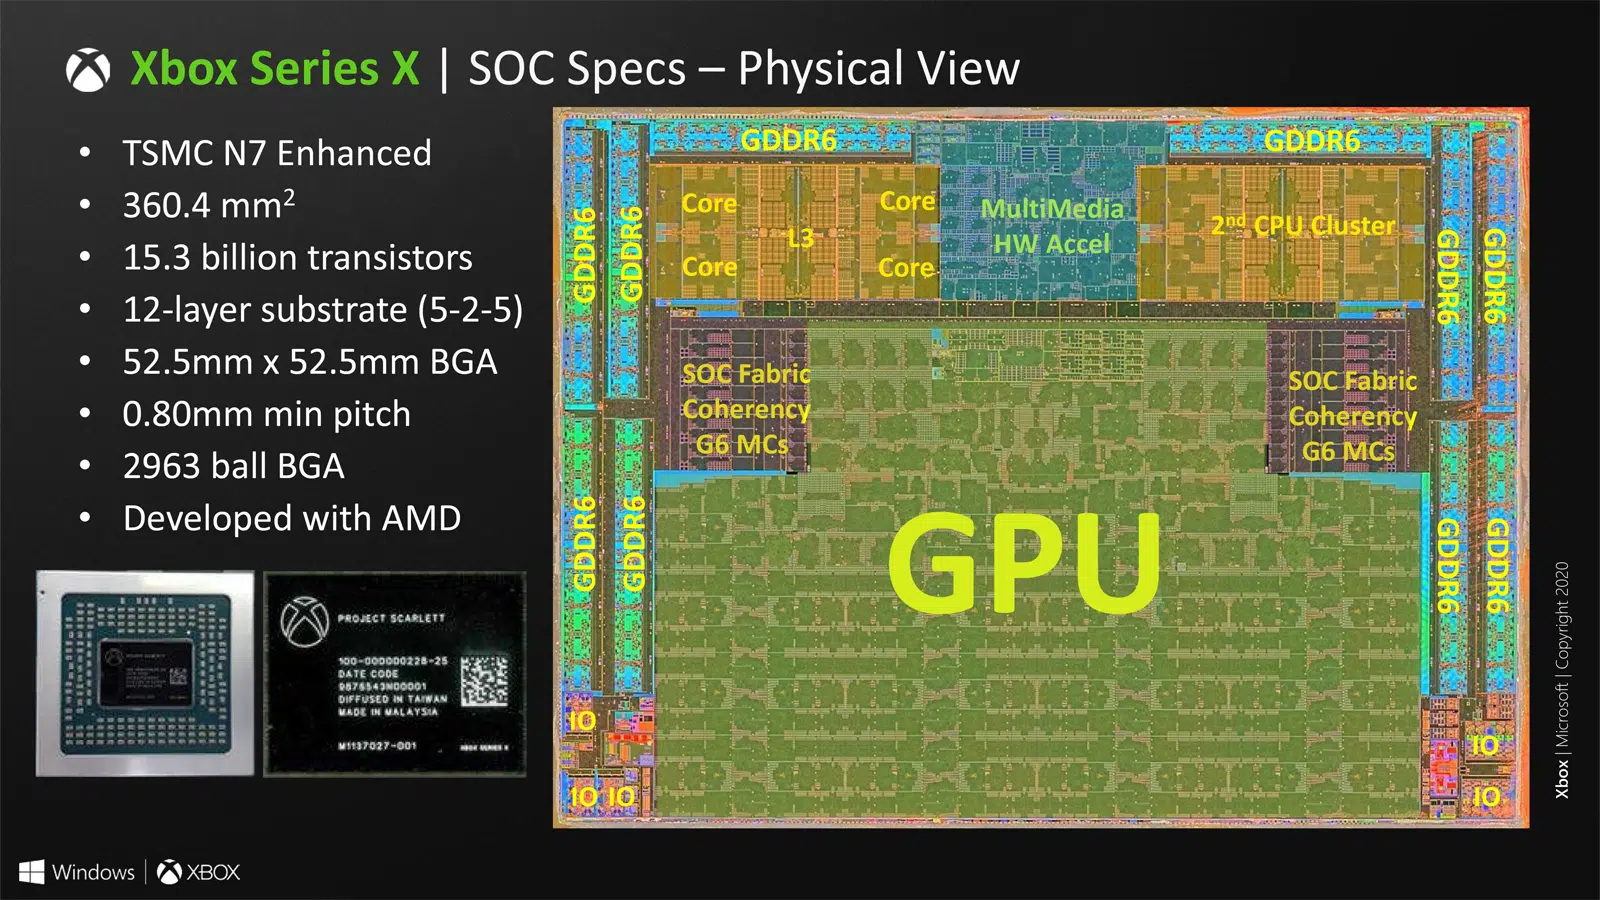 Xbox Series X | SOC Specs – Physical View
• TSMC N7 Enhanced
• 360.4 mm²
• 15.3 billion transistors
• 12-layer substrate (5-2-5)
• 52.5mm x 52.5mm BGA
• 0.80mm min pitch
• 2963 ball BGA
• Developed with AMD
PROJECT SCARLETT
100-000000228-25
DATE CODE
9876543N00001
DIFFUSED IN TAIWAN
MADE IN MALAYSIA
M1137027-001
XBOX SERIES X
GDDR6
GDDR6
GDDR6
GDDR6
Core
Core
L3
Core
Core
MultiMedia
HW Accel
2nd CPU Cluster
GDDR6
GDDR6
SOC Fabric
Coherency
G6 MCs
SOC Fabric
Coherency
G6 MCs
GPU
GDDR6
GDDR6
GDDR6
GDDR6
IO
IO IO
IO
IO
Xbox | Microsoft | Copyright 2020
Windows | XBOX